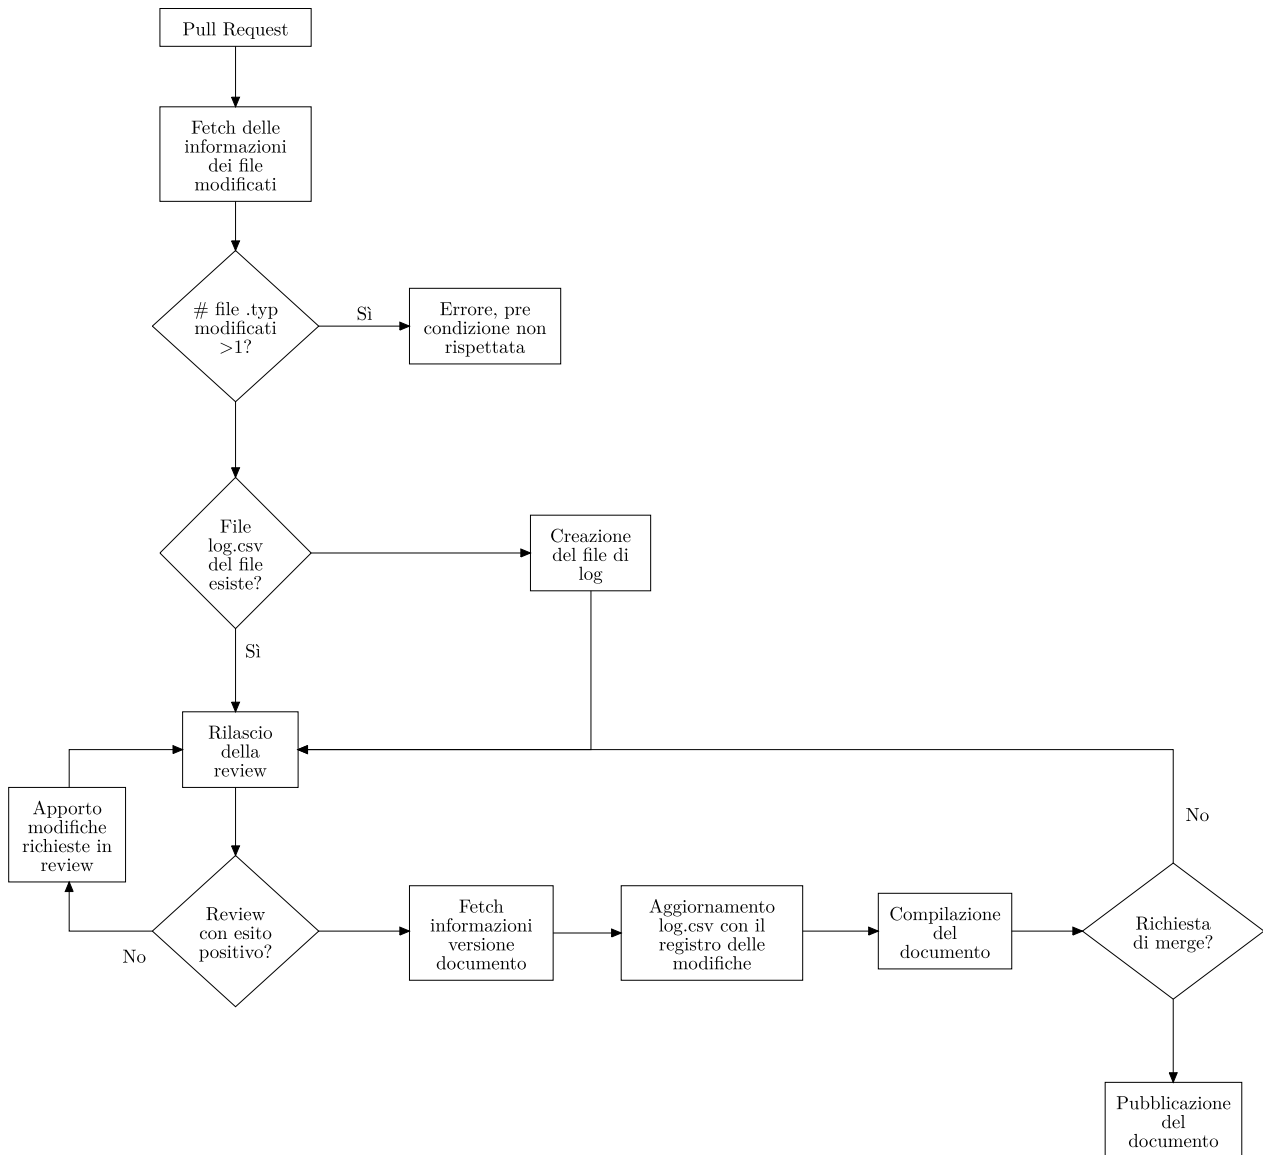 Pull Request
Fetch delle
informazioni
dei file
modificati
# file .typ
modificati
>1?
Sì
Errore, pre
condizione non
rispettata
File
log.csv
del file
esiste?
Creazione
del file di
log
Sì
Rilascio
della
review
Apporto
modifiche
richieste in
review
No
Review
con esito
positivo?
No
Fetch
informazioni
versione
documento
Aggiornamento
log.csv con il
registro delle
modifiche
Compilazione
del
documento
Richiesta
di merge?
Pubblicazione
del
documento